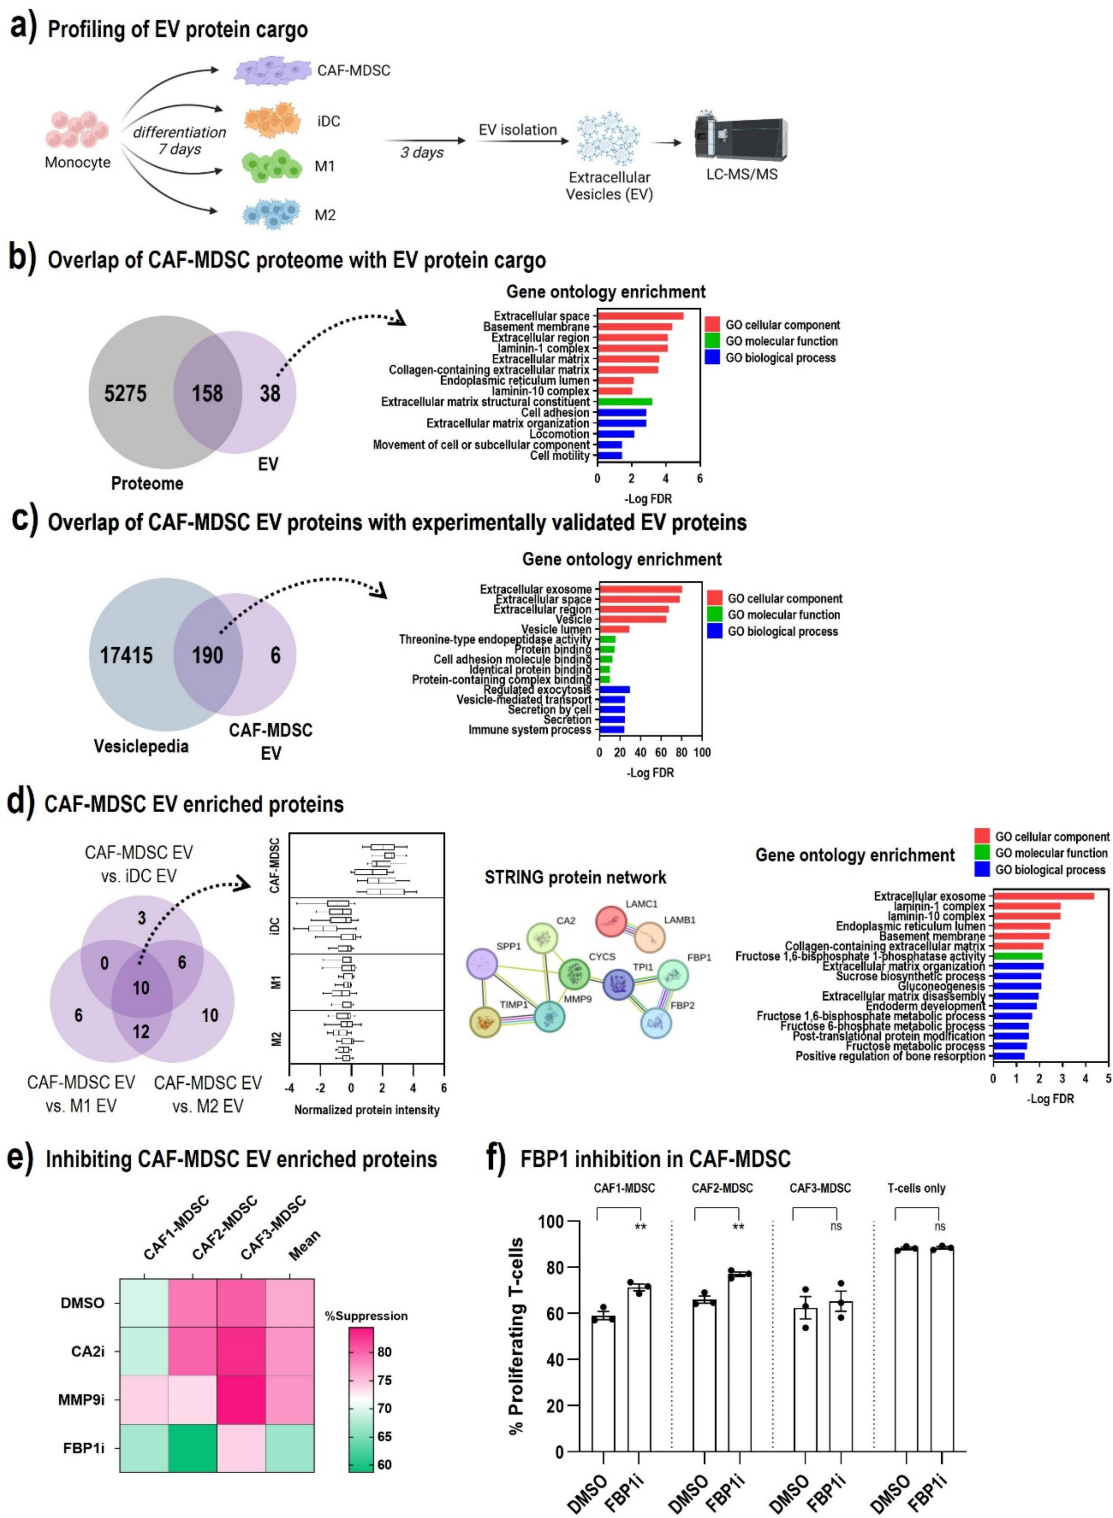 a) Profiling of EV protein cargo
Monocyte
differentiation
7 days
CAF-MDSC
iDC
M1
M2
3 days
EV isolation
Extracellular
Vesicles (EV)
LC-MS/MS
b) Overlap of CAF-MDSC proteome with EV protein cargo
5275
158
38
Proteome
EV
Gene ontology enrichment
Extracellular space
Basement membrane
Extracellular region
laminin-1 complex
Extracellular matrix
Collagen-containing extracellular matrix
Endoplasmic reticulum lumen
laminin-10 complex
Extracellular matrix structural constituent
Cell adhesion
Extracellular matrix organization
Locomotion
Movement of cell or subcellular component
Cell motility
0 2 4 6
-Log FDR
GO cellular component
GO molecular function
GO biological process
c) Overlap of CAF-MDSC EV proteins with experimentally validated EV proteins
17415
190
6
Vesiclepedia
CAF-MDSC
EV
Gene ontology enrichment
Extracellular exosome
Extracellular space
Extracellular region
Vesicle
Vesicle lumen
Threonine-type endopeptidase activity
Protein binding
Cell adhesion molecule binding
Identical protein binding
Protein-containing complex binding
Regulated exocytosis
Vesicle-mediated transport
Secretion by cell
Secretion
Immune system process
0 20 40 60 80 100
-Log FDR
GO cellular component
GO molecular function
GO biological process
d) CAF-MDSC EV enriched proteins
CAF-MDSC EV
vs. iDC EV
3
0
6
10
6
12
10
CAF-MDSC EV
vs. M1 EV
CAF-MDSC EV
vs. M2 EV
CAF-MDSC
iDC
M1
M2
-4 -2 0 2 4 6
Normalized protein intensity
STRING protein network
LAMC1
LAMB1
CA2
SPP1
CYCS
TPI1
FBP1
TIMP1
MMP9
FBP2
Gene ontology enrichment
GO cellular component
GO molecular function
GO biological process
Extracellular exosome
laminin-1 complex
laminin-10 complex
Endoplasmic reticulum lumen
Basement membrane
Collagen-containing extracellular matrix
Fructose 1,6-bisphosphate 1-phosphatase activity
Extracellular matrix organization
Sucrose biosynthetic process
Gluconeogenesis
Extracellular matrix disassembly
Endoderm development
Fructose 1,6-bisphosphate metabolic process
Fructose 6-phosphate metabolic process
Post-translational protein modification
Fructose metabolic process
Positive regulation of bone resorption
0 1 2 3 4 5
-Log FDR
e) Inhibiting CAF-MDSC EV enriched proteins
CAF1-MDSC
CAF2-MDSC
CAF3-MDSC
Mean
DMSO
CA2i
MMP9i
FBP1i
%Suppression
80
75
70
65
60
f) FBP1 inhibition in CAF-MDSC
CAF1-MDSC
CAF2-MDSC
CAF3-MDSC
T-cells only
**
**
ns
ns
% Proliferating T-cells
100
80
60
40
20
0
DMSO
FBP1i
DMSO
FBP1i
DMSO
FBP1i
DMSO
FBP1i